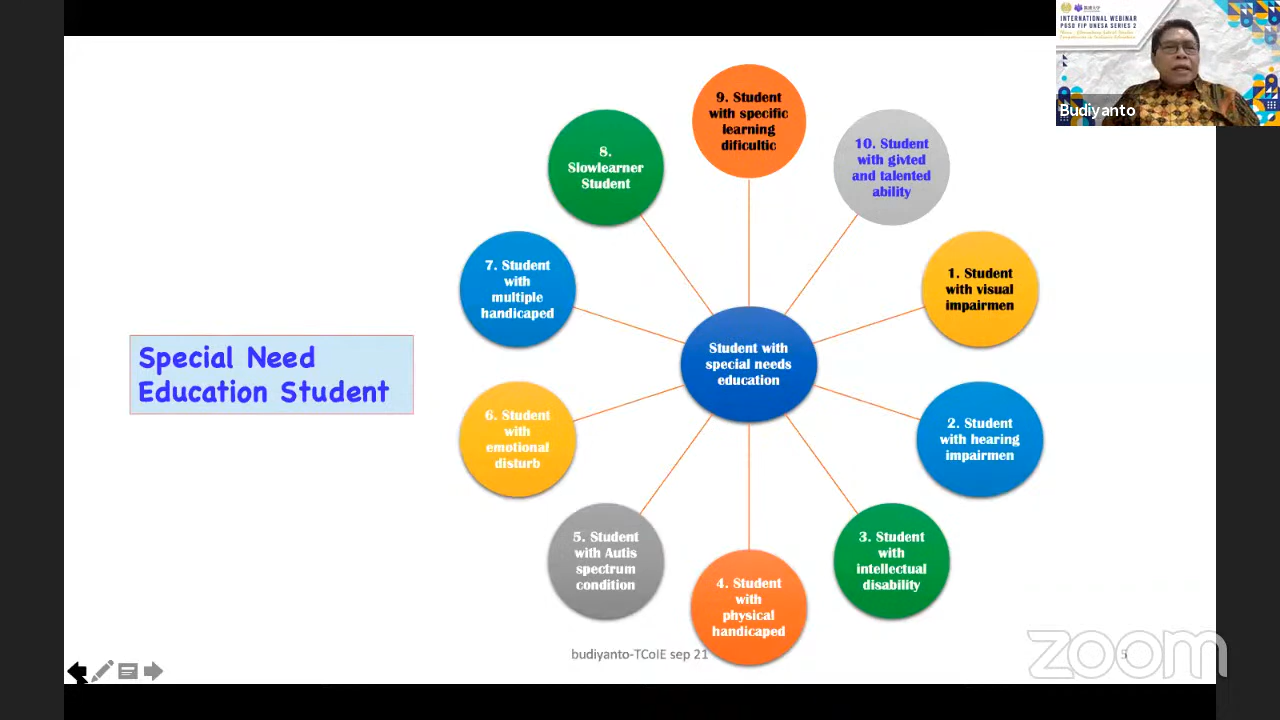 INTERNATIONAL WEBINAR
PGSD FIP UNESA SERIES 2
Budiyanto
Special Need
Education Student
Student with
special needs
education
1. Student
with visual
impairmen
2. Student
with hearing
impairmen
3. Student
with
intellectual
disability
4. Student
with
physical
handicaped
5. Student
with Autis
spectrum
condition
6. Student
with
emotional
disturb
7. Student
with
multiple
handicaped
8.
Slowlearner
Student
9. Student
with specific
learning
dificultic
10. Student
with givted
and talented
ability
budiyanto-TCoIE sep 21
5
zoom